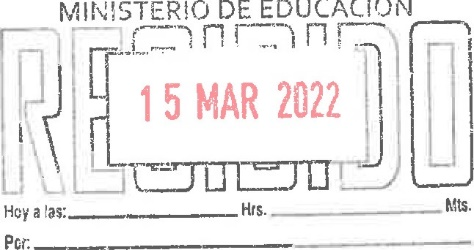 MINISTERIO DE EDUCACION
RECIBIDO
15 MAR 2022
Hoy a las: Hrs. Mts.
Por: